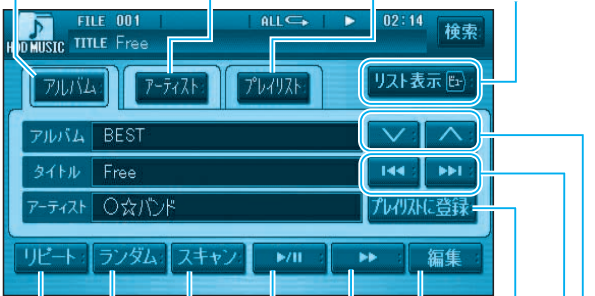 FILE 001 ALL 02:14 検索
HDD MUSIC TITLE Free
アルバム アーティスト プレイリスト リスト表示
アルバム BEST
タイトル Free
アーティスト ○☆バンド プレイリストに登録
リピート ランダム スキャン ▶/II ▶▶ 編集